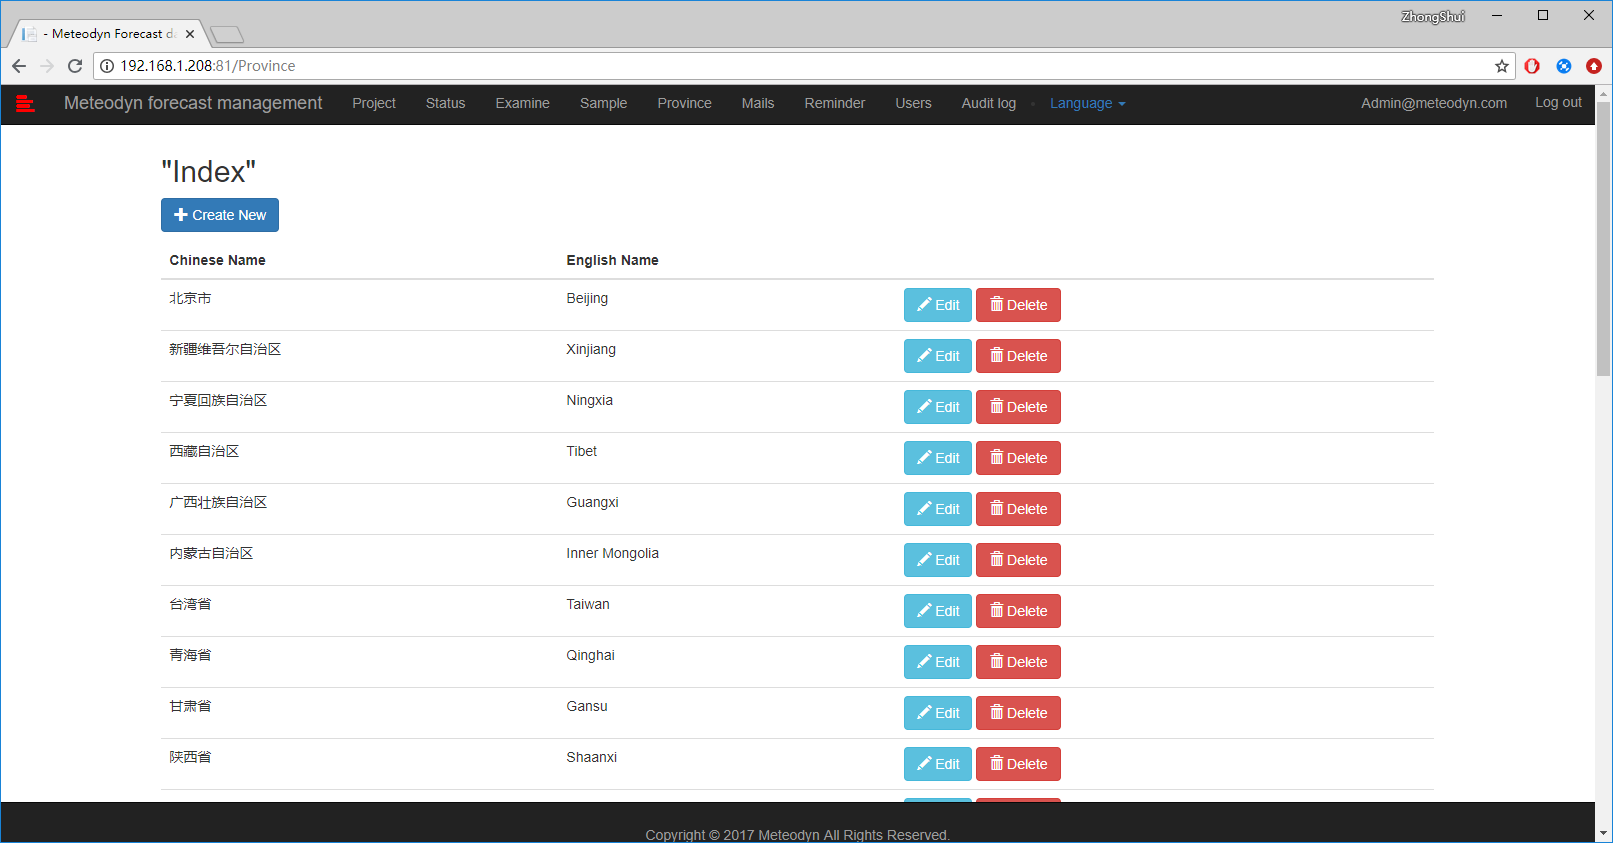 ZhongShui
- Meteodyn Forecast da
192.168.1.208:81/Province
Meteodyn forecast management Project Status Examine Sample Province Mails Reminder Users Audit log Language Admin@meteodyn.com Log out
"Index"
Create New
Chinese Name English Name
北京市 Beijing Edit Delete
新疆维吾尔自治区 Xinjiang Edit Delete
宁夏回族自治区 Ningxia Edit Delete
西藏自治区 Tibet Edit Delete
广西壮族自治区 Guangxi Edit Delete
内蒙古自治区 Inner Mongolia Edit Delete
台湾省 Taiwan Edit Delete
青海省 Qinghai Edit Delete
甘肃省 Gansu Edit Delete
陕西省 Shaanxi Edit Delete
Copyright © 2017 Meteodyn All Rights Reserved.